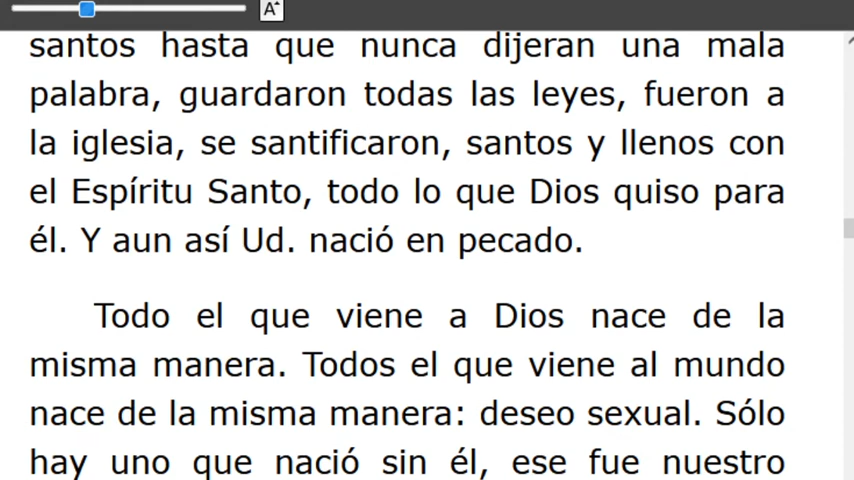 A
santos hasta que nunca dijeran una mala
palabra, guardaron todas las leyes, fueron a
la iglesia, se santificaron, santos y llenos con
el Espíritu Santo, todo lo que Dios quiso para
él. Y aun así Ud. nació en pecado.
Todo el que viene a Dios nace de la
misma manera. Todos el que viene al mundo
nace de la misma manera: deseo sexual. Sólo
hay uno que nació sin él, ese fue nuestro